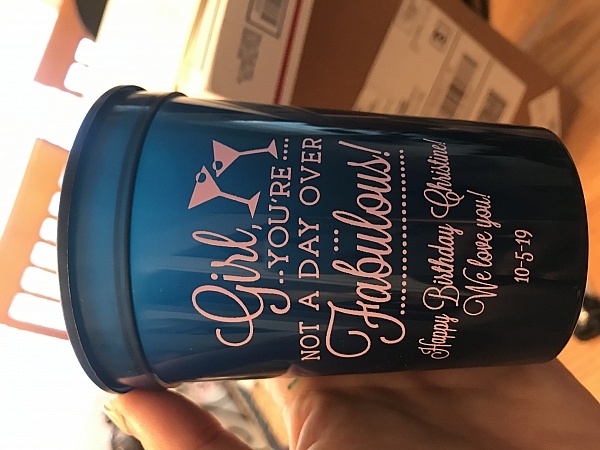 Girl,
...YOU'RE....
NOT A DAY OVER
....
Fabulous!
Happy Birthday Christine!
We love you!
10-5-19